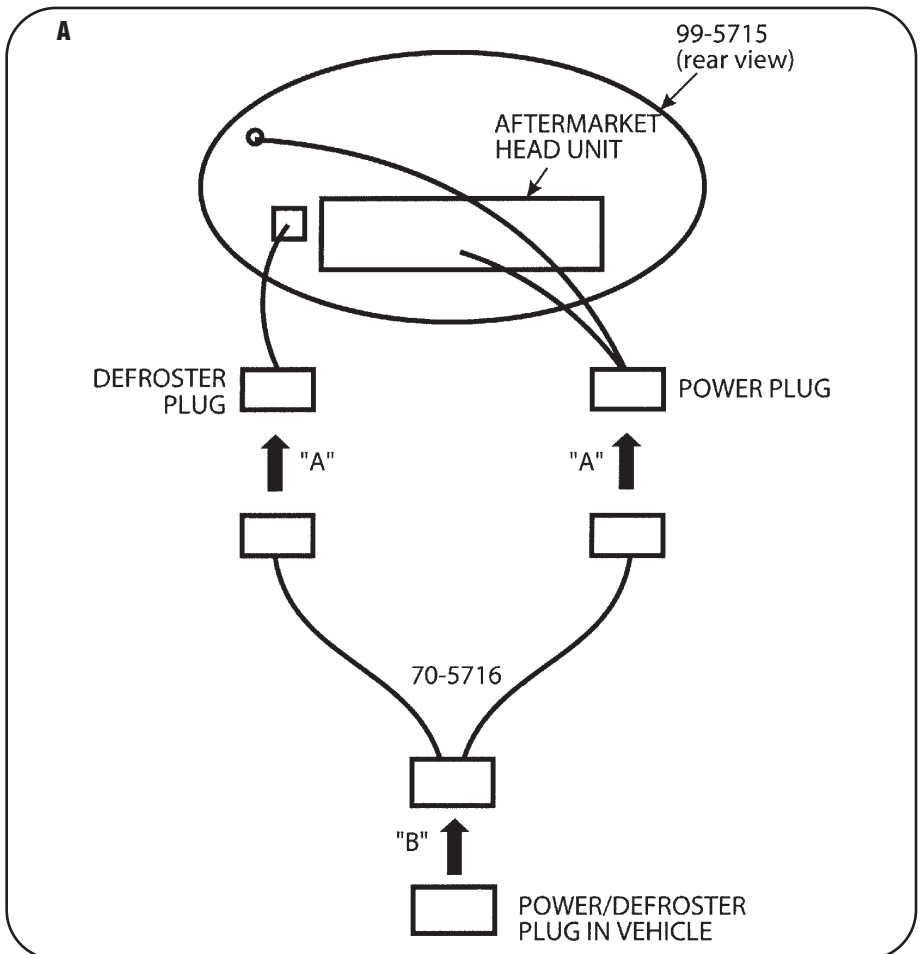 A
99-5715
(rear view)
AFTERMARKET
HEAD UNIT
DEFROSTER
PLUG
POWER PLUG
"A"
"A"
70-5716
"B"
POWER/DEFROSTER
PLUG IN VEHICLE